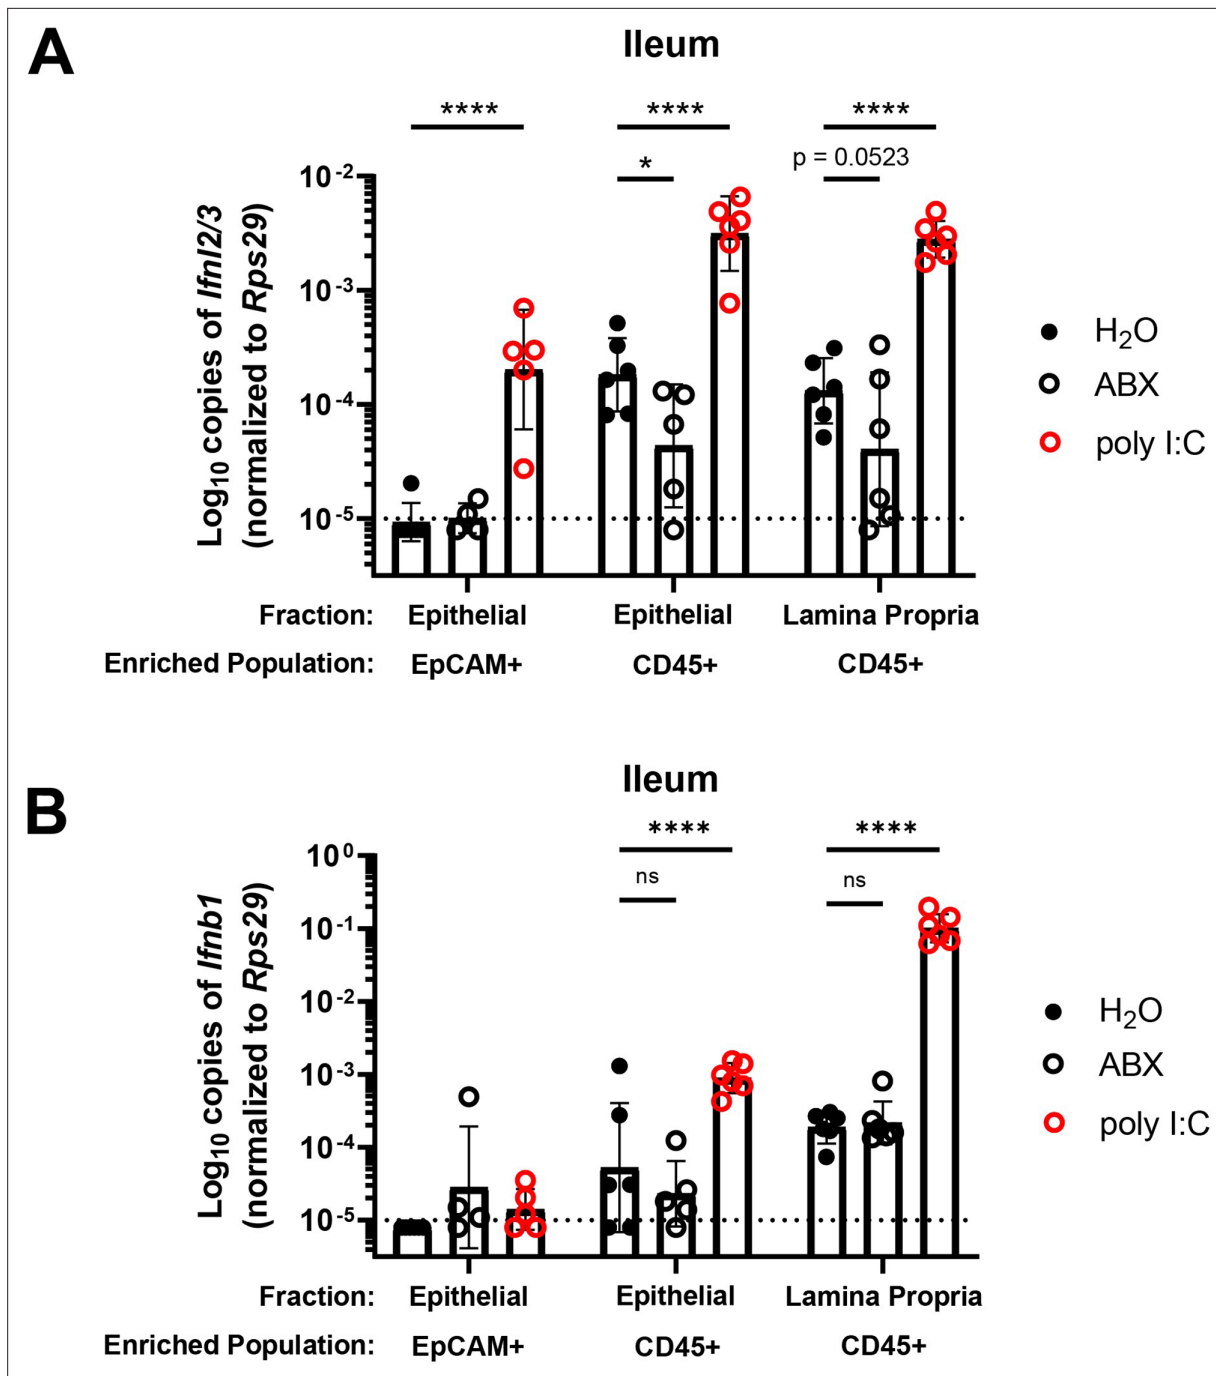 A
Ileum
**** **** ****
* p = 0.0523
Log10 copies of Ifnl2/3
(normalized to Rps29)
10-2
10-3
10-4
10-5
H2O
ABX
poly I:C
Fraction: Epithelial Epithelial Lamina Propria
Enriched Population: EpCAM+ CD45+ CD45+
B
Ileum
**** ****
ns ns
Log10 copies of Ifnb1
(normalized to Rps29)
100
10-1
10-2
10-3
10-4
10-5
H2O
ABX
poly I:C
Fraction: Epithelial Epithelial Lamina Propria
Enriched Population: EpCAM+ CD45+ CD45+